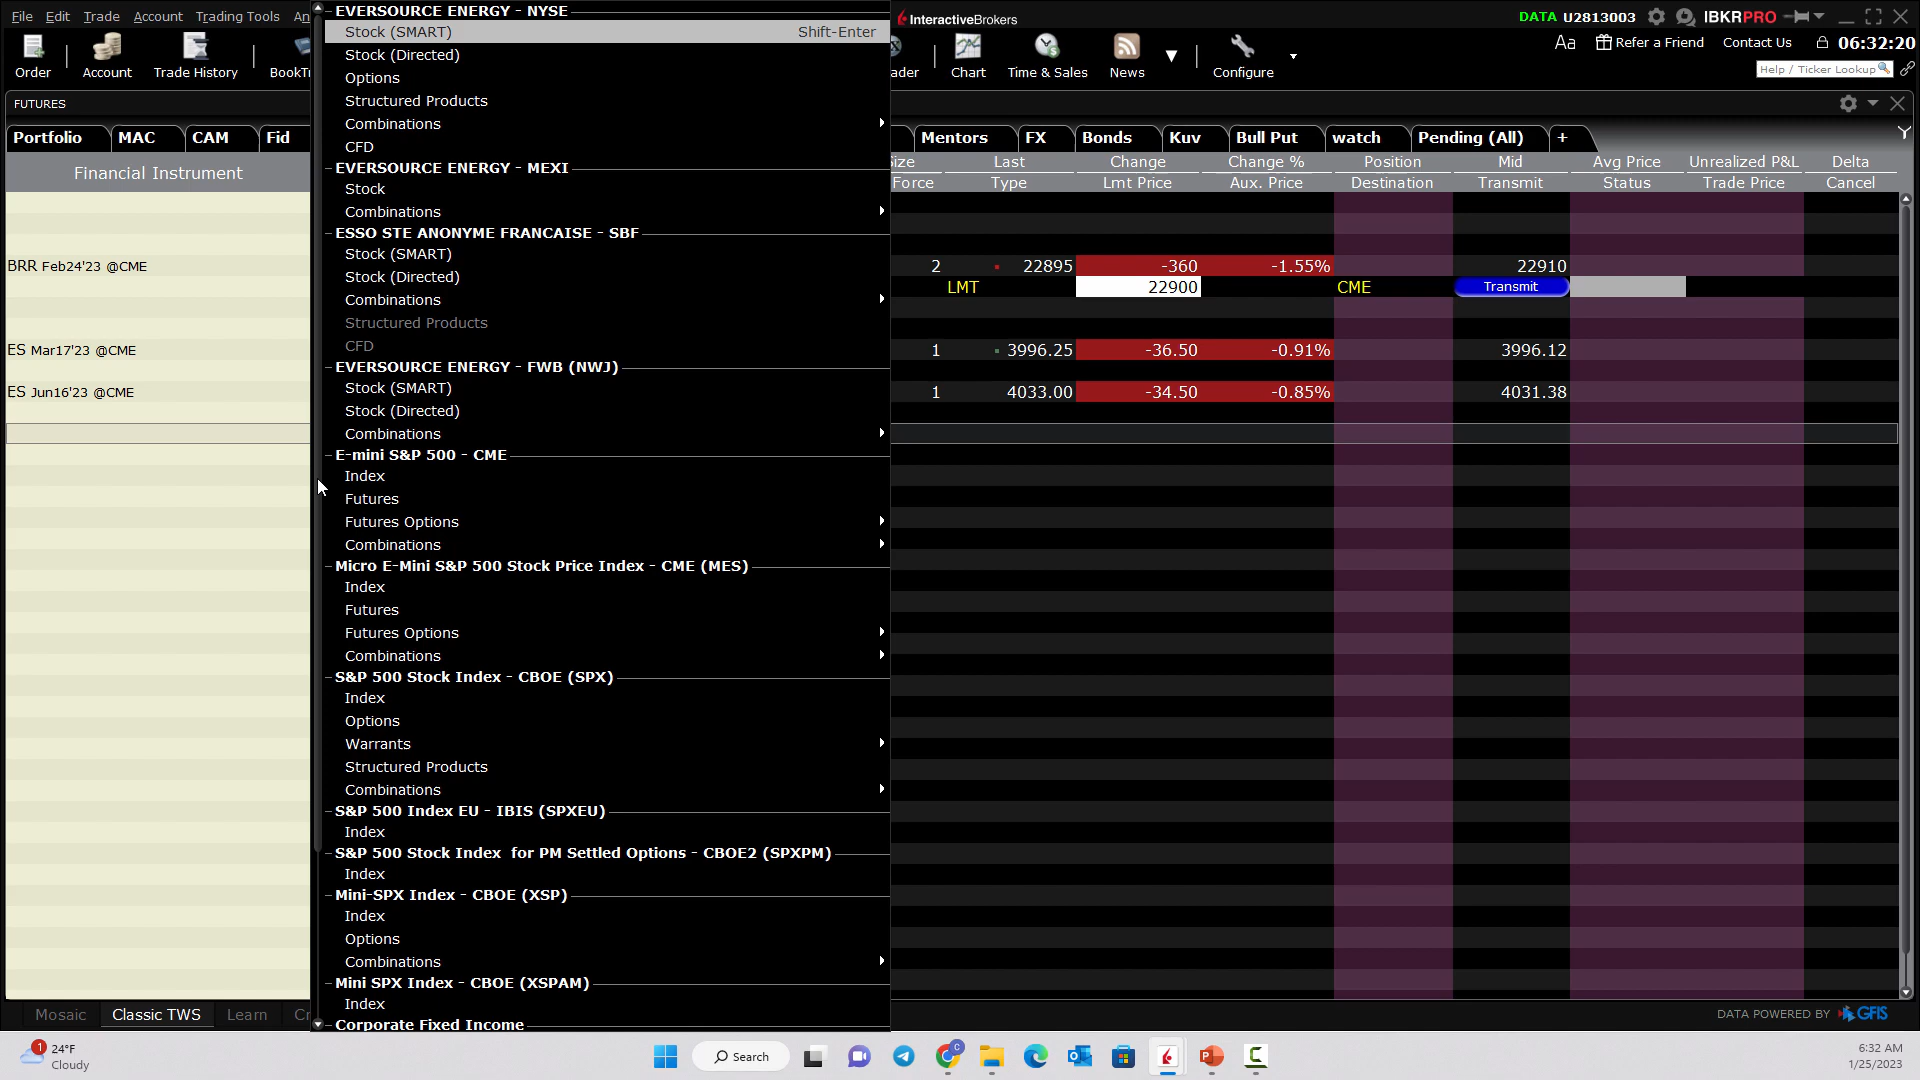 File Edit Trade Account Trading Tools An
InteractiveBrokers
DATA U2813003 IBKRPRO
Order Account Trade History BookTr
ader Chart Time & Sales News Configure
Aa Refer a Friend Contact Us 06:32:20
Help / Ticker Lookup
FUTURES
Portfolio MAC CAM Fid
Mentors FX Bonds Kuv Bull Put watch Pending (All) +
Financial Instrument
Size Last Change Change % Position Mid Avg Price Unrealized P&L Delta
Force Type Lmt Price Aux. Price Destination Transmit Status Trade Price Cancel
BRR Feb24'23 @CME 2 22895 -360 -1.55% 22910
LMT 22900 CME Transmit
ES Mar17'23 @CME 1 3996.25 -36.50 -0.91% 3996.12
ES Jun16'23 @CME 1 4033.00 -34.50 -0.85% 4031.38
EVERSOURCE ENERGY - NYSE
Stock (SMART) Shift-Enter
Stock (Directed)
Options
Structured Products
Combinations
CFD
EVERSOURCE ENERGY - MEXI
Stock
Combinations
ESSO STE ANONYME FRANCAISE - SBF
Stock (SMART)
Stock (Directed)
Combinations
Structured Products
CFD
EVERSOURCE ENERGY - FWB (NWJ)
Stock (SMART)
Stock (Directed)
Combinations
E-mini S&P 500 - CME
Index
Futures
Futures Options
Combinations
Micro E-Mini S&P 500 Stock Price Index - CME (MES)
Index
Futures
Futures Options
Combinations
S&P 500 Stock Index - CBOE (SPX)
Index
Options
Warrants
Structured Products
Combinations
S&P 500 Index EU - IBIS (SPXEU)
Index
S&P 500 Stock Index for PM Settled Options - CBOE2 (SPXPM)
Index
Mini-SPX Index - CBOE (XSP)
Index
Options
Combinations
Mini SPX Index - CBOE (XSPAM)
Index
Corporate Fixed Income
Mosaic Classic TWS Learn Cr
DATA POWERED BY GFIS
1 24°F
Cloudy
Search
6:32 AM
1/25/2023